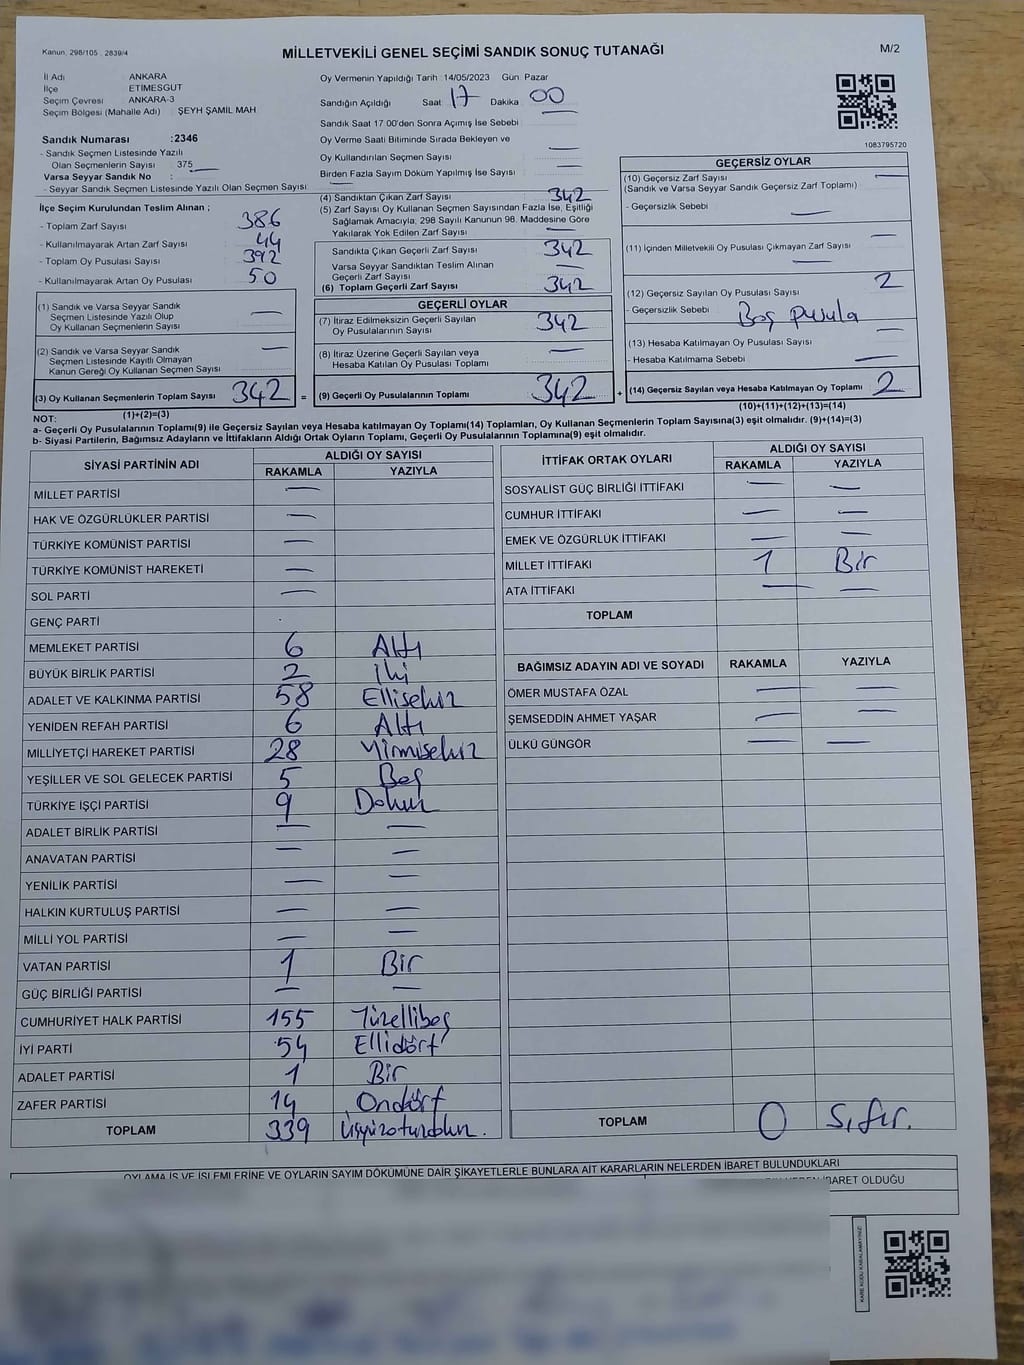 Kanun, 298/105 , 2839/4
MİLLETVEKİLİ GENEL SEÇİMİ SANDIK SONUÇ TUTANAĞI
M/2
İl Adı ANKARA
İlçe ETİMESGUT
Seçim Çevresi ANKARA-3
Seçim Bölgesi (Mahalle Adı) : ŞEYH ŞAMİL MAH
Sandık Numarası :2346
- Sandık Seçmen Listesinde Yazılı
Olan Seçmenlerin Sayısı : 375
Varsa Seyyar Sandık No : —
- Seyyar Sandık Seçmen Listesinde Yazılı Olan Seçmen Sayısı : —
Oy Vermenin Yapıldığı Tarih :14/05/2023 Gün: Pazar
Sandığın Açıldığı Saat 17 Dakika 00
Sandık Saat 17:00'den Sonra Açılmış İse Sebebi : —
Oy Verme Saati Bitiminde Sırada Bekleyen ve
Oy Kullandırılan Seçmen Sayısı —
Birden Fazla Sayım Döküm Yapılmış İse Sayısı —
1083795720
İlçe Seçim Kurulundan Teslim Alınan ;
- Toplam Zarf Sayısı : 386
- Kullanılmayarak Artan Zarf Sayısı : 44
- Toplam Oy Pusulası Sayısı : 392
- Kullanılmayarak Artan Oy Pusulası : 50
(4) Sandıktan Çıkan Zarf Sayısı 342
(5) Zarf Sayısı Oy Kullanan Seçmen Sayısından Fazla İse, Eşitliği
Sağlamak Amacıyla, 298 Sayılı Kanunun 98. Maddesine Göre
Yakılarak Yok Edilen Zarf Sayısı : —
Sandıkta Çıkan Geçerli Zarf Sayısı : 342
Varsa Seyyar Sandıktan Teslim Alınan
Geçerli Zarf Sayısı : —
(6) Toplam Geçerli Zarf Sayısı 342
GEÇERSİZ OYLAR
(10) Geçersiz Zarf Sayısı —
(Sandık ve Varsa Seyyar Sandık Geçersiz Zarf Toplamı)
- Geçersizlik Sebebi : —
(11) İçinden Milletvekili Oy Pusulası Çıkmayan Zarf Sayısı —
—
(12) Geçersiz Sayılan Oy Pusulası Sayısı 2
- Geçersizlik Sebebi : Boş pusula
(13) Hesaba Katılmayan Oy Pusulası Sayısı : —
- Hesaba Katılmama Sebebi : —
(14) Geçersiz Sayılan veya Hesaba Katılmayan Oy Toplamı 2
(10)+(11)+(12)+(13)=(14)
(1) Sandık ve Varsa Seyyar Sandık
Seçmen Listesinde Yazılı Olup
Oy Kullanan Seçmenlerin Sayısı : —
(2) Sandık ve Varsa Seyyar Sandık
Seçmen Listesinde Kayıtlı Olmayan
Kanun Gereği Oy Kullanan Seçmen Sayısı : —
(3) Oy Kullanan Seçmenlerin Toplam Sayısı 342 =
(1)+(2)=(3)
GEÇERLİ OYLAR
(7) İtiraz Edilmeksizin Geçerli Sayılan
Oy Pusulalarının Sayısı 342
(8) İtiraz Üzerine Geçerli Sayılan veya
Hesaba Katılan Oy Pusulası Toplamı —
(9) Geçerli Oy Pusulalarının Toplamı 342 +
NOT:
a- Geçerli Oy Pusulalarının Toplamı(9) ile Geçersiz Sayılan veya Hesaba katılmayan Oy Toplamı(14) Toplamları, Oy Kullanan Seçmenlerin Toplam Sayısına(3) eşit olmalıdır. (9)+(14)=(3)
b- Siyasi Partilerin, Bağımsız Adayların ve İttifakların Aldığı Ortak Oyların Toplamı, Geçerli Oy Pusulalarının Toplamına(9) eşit olmalıdır.
SİYASİ PARTİNİN ADI ALDIĞI OY SAYISI
RAKAMLA YAZIYLA
MİLLET PARTİSİ —
HAK VE ÖZGÜRLÜKLER PARTİSİ —
TÜRKİYE KOMÜNİST PARTİSİ —
TÜRKİYE KOMÜNİST HAREKETİ —
SOL PARTİ —
GENÇ PARTİ
MEMLEKET PARTİSİ 6 Altı
BÜYÜK BİRLİK PARTİSİ 2 İki
ADALET VE KALKINMA PARTİSİ 58 Ellisekiz
YENİDEN REFAH PARTİSİ 6 Altı
MİLLİYETÇİ HAREKET PARTİSİ 28 Yirmisekiz
YEŞİLLER VE SOL GELECEK PARTİSİ 5 Beş
TÜRKİYE İŞÇİ PARTİSİ 9 Dokuz
ADALET BİRLİK PARTİSİ — —
ANAVATAN PARTİSİ — —
YENİLİK PARTİSİ — —
HALKIN KURTULUŞ PARTİSİ — —
MİLLİ YOL PARTİSİ — —
VATAN PARTİSİ 1 Bir
GÜÇ BİRLİĞİ PARTİSİ — —
CUMHURİYET HALK PARTİSİ 155 Yüzellibeş
İYİ PARTİ 54 Ellidört
ADALET PARTİSİ 1 Bir
ZAFER PARTİSİ 14 Ondört
TOPLAM 339 Üçyüzotuzdokuz.
İTTİFAK ORTAK OYLARI ALDIĞI OY SAYISI
RAKAMLA YAZIYLA
SOSYALİST GÜÇ BİRLİĞİ İTTİFAKI — —
CUMHUR İTTİFAKI — —
EMEK VE ÖZGÜRLÜK İTTİFAKI — —
MİLLET İTTİFAKI 1 Bir
ATA İTTİFAKI — —
TOPLAM
BAĞIMSIZ ADAYIN ADI VE SOYADI RAKAMLA YAZIYLA
ÖMER MUSTAFA ÖZAL — —
ŞEMSEDDİN AHMET YAŞAR — —
ÜLKÜ GÜNGÖR — —
TOPLAM 0 Sıfır.
OYLAMA İŞ VE İŞLEMLERİNE VE OYLARIN SAYIM DÖKÜMÜNE DAİR ŞİKAYETLERLE BUNLARA AİT KARARLARIN NELERDEN İBARET BULUNDUKLARI
İBARET OLDUĞU
KARE KODU KARALAMAYINIZ!